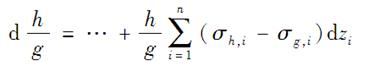 d h/g = ⋯ + h/g ∑_{i=1}^{n} (σ_{h,i} − σ_{g,i})dz_i